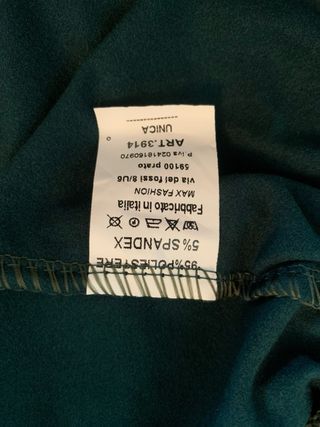 95%POLIESTERE
5% SPANDEX
Fabbricato in italia
MAX FASHION
via dei fossi 8/U6
59100 prato
P.iva 02416160970
ART.3914
UNICA